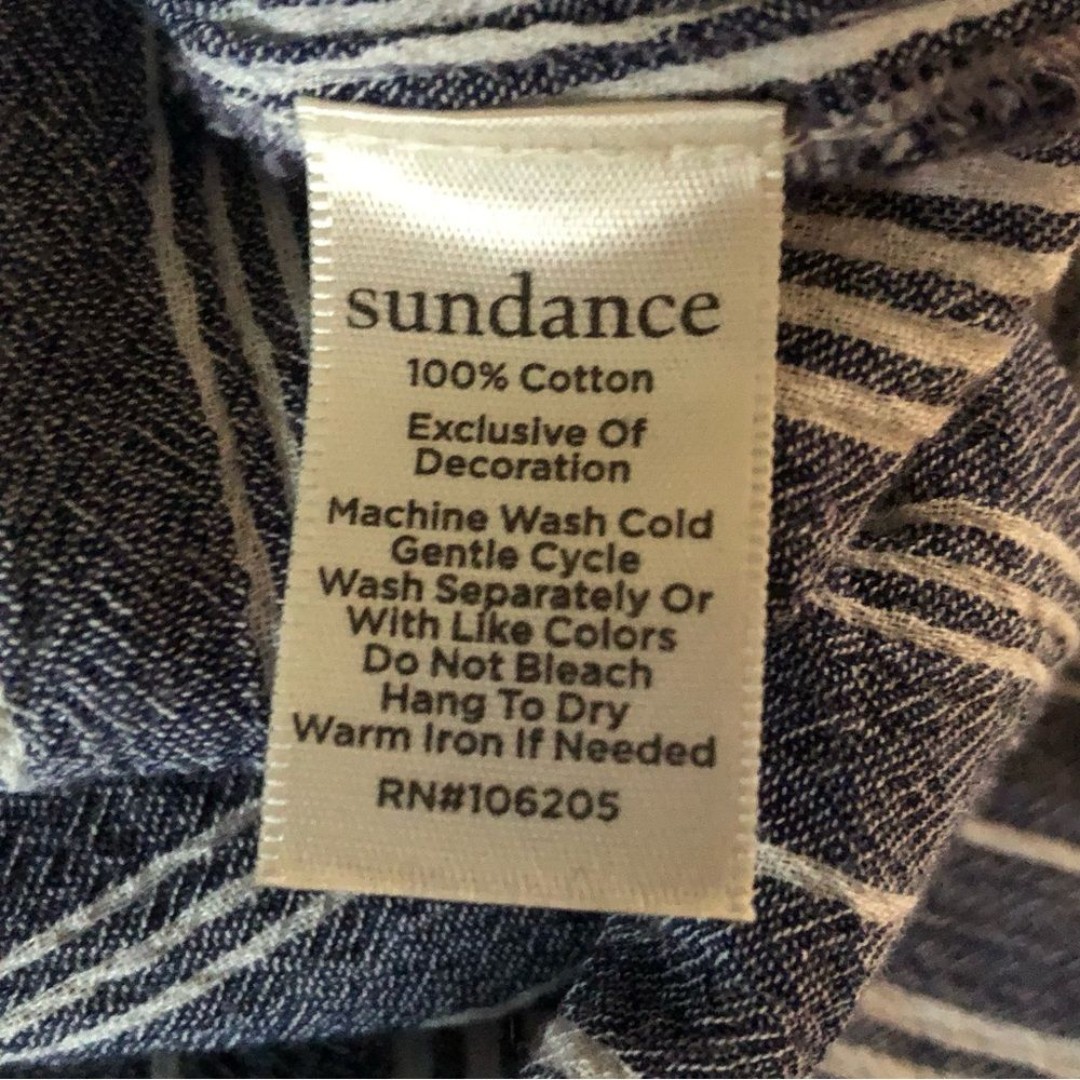 sundance
100% Cotton
Exclusive Of
Decoration
Machine Wash Cold
Gentle Cycle
Wash Separately Or
With Like Colors
Do Not Bleach
Hang To Dry
Warm Iron If Needed
RN#106205